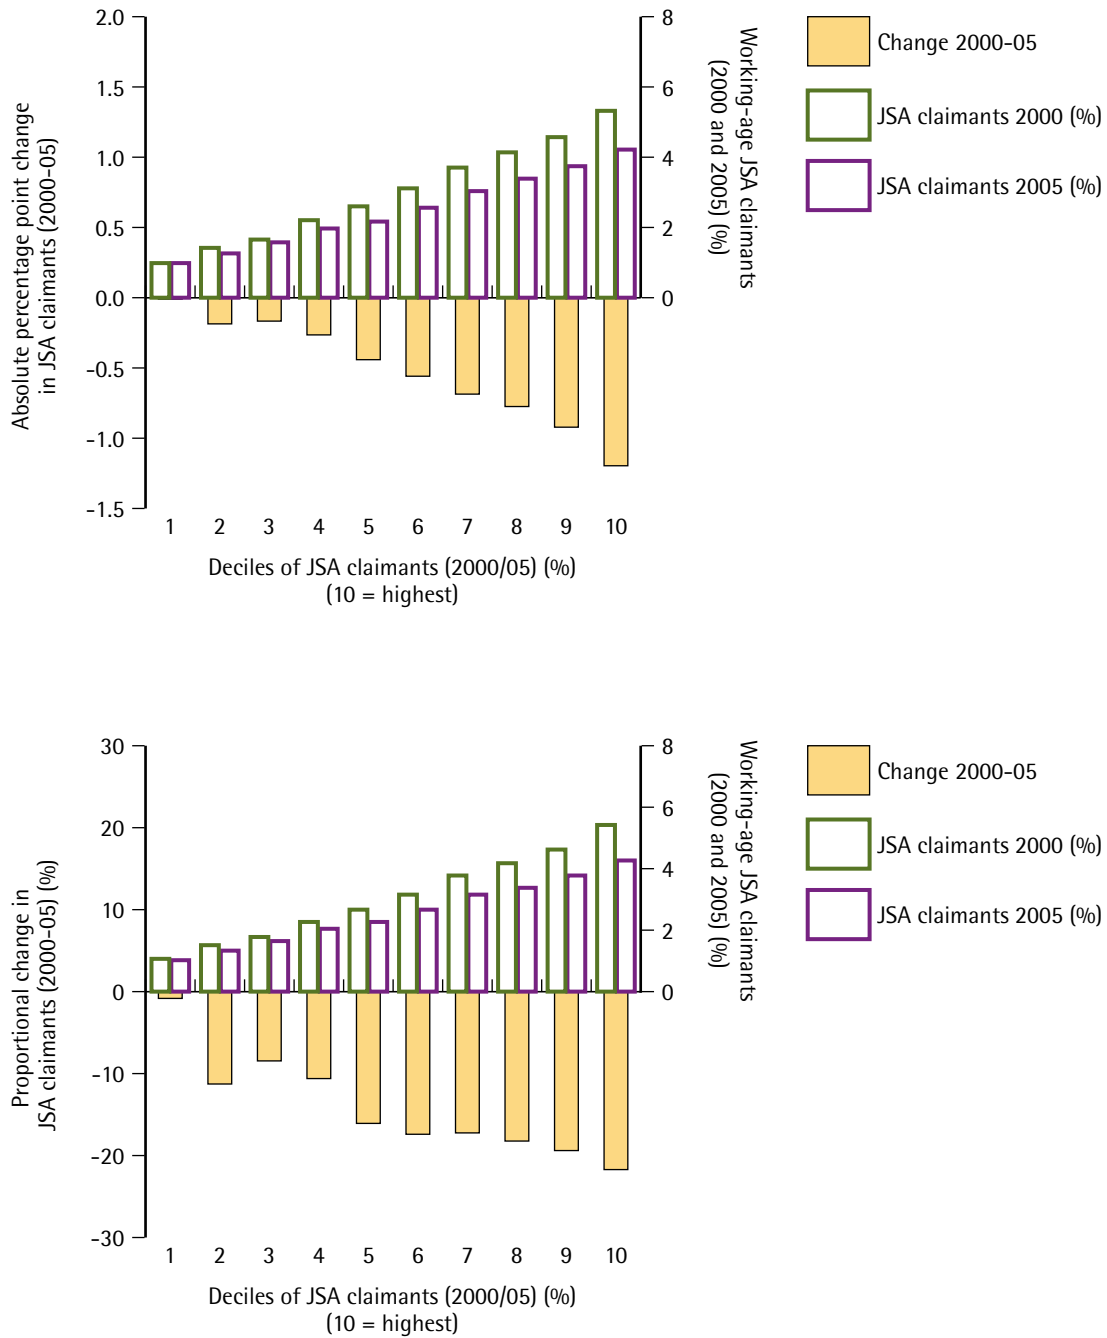 2.0
1.5
1.0
0.5
0.0
-0.5
-1.0
-1.5
Absolute percentage point change
in JSA claimants (2000-05)
8
6
4
2
0
Working-age JSA claimants
(2000 and 2005) (%)
Change 2000-05
JSA claimants 2000 (%)
JSA claimants 2005 (%)
1 2 3 4 5 6 7 8 9 10
Deciles of JSA claimants (2000/05) (%)
(10 = highest)
30
20
10
0
-10
-20
-30
Proportional change in
JSA claimants (2000-05) (%)
8
6
4
2
0
Working-age JSA claimants
(2000 and 2005) (%)
Change 2000-05
JSA claimants 2000 (%)
JSA claimants 2005 (%)
1 2 3 4 5 6 7 8 9 10
Deciles of JSA claimants (2000/05) (%)
(10 = highest)